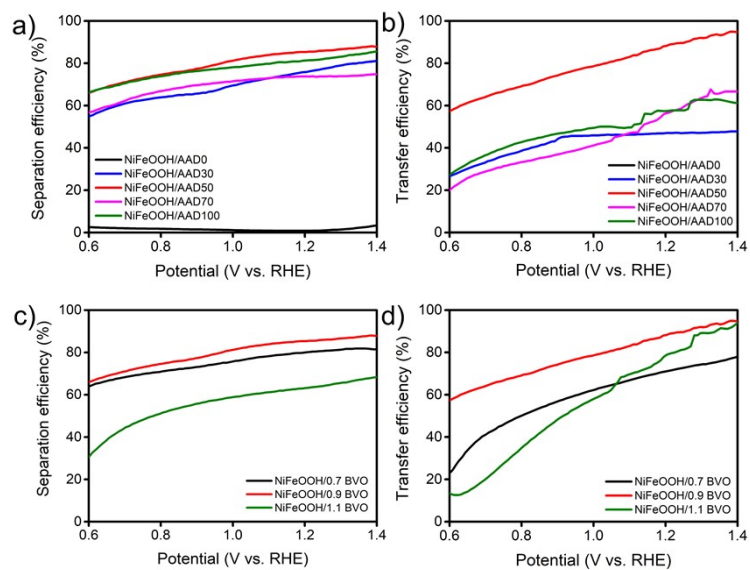 a)
Separation efficiency (%)
100
80
60
40
20
0
NiFeOOH/AAD0
NiFeOOH/AAD30
NiFeOOH/AAD50
NiFeOOH/AAD70
NiFeOOH/AAD100
0.6 0.8 1.0 1.2 1.4
Potential (V vs. RHE)
b)
Transfer efficiency (%)
100
80
60
40
20
0
NiFeOOH/AAD0
NiFeOOH/AAD30
NiFeOOH/AAD50
NiFeOOH/AAD70
NiFeOOH/AAD100
0.6 0.8 1.0 1.2 1.4
Potential (V vs. RHE)
c)
Separation efficiency (%)
100
80
60
40
20
0
NiFeOOH/0.7 BVO
NiFeOOH/0.9 BVO
NiFeOOH/1.1 BVO
0.6 0.8 1.0 1.2 1.4
Potential (V vs. RHE)
d)
Transfer efficiency (%)
100
80
60
40
20
0
NiFeOOH/0.7 BVO
NiFeOOH/0.9 BVO
NiFeOOH/1.1 BVO
0.6 0.8 1.0 1.2 1.4
Potential (V vs. RHE)